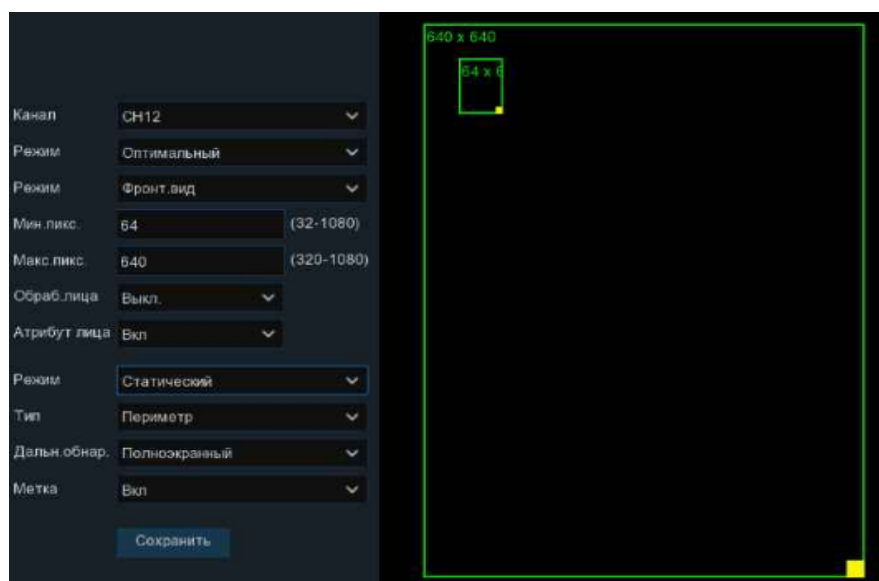 640 x 640
64 x 6
Канал CH12
Режим Оптимальный
Режим Фронт.вид
Мин.пикс. 64 (32-1080)
Макс.пикс. 640 (320-1080)
Обраб.лица Выкл.
Атрибут лица Вкл
Режим Статический
Тип Периметр
Дальн.обнар. Полноэкранный
Метка Вкл
Сохранить